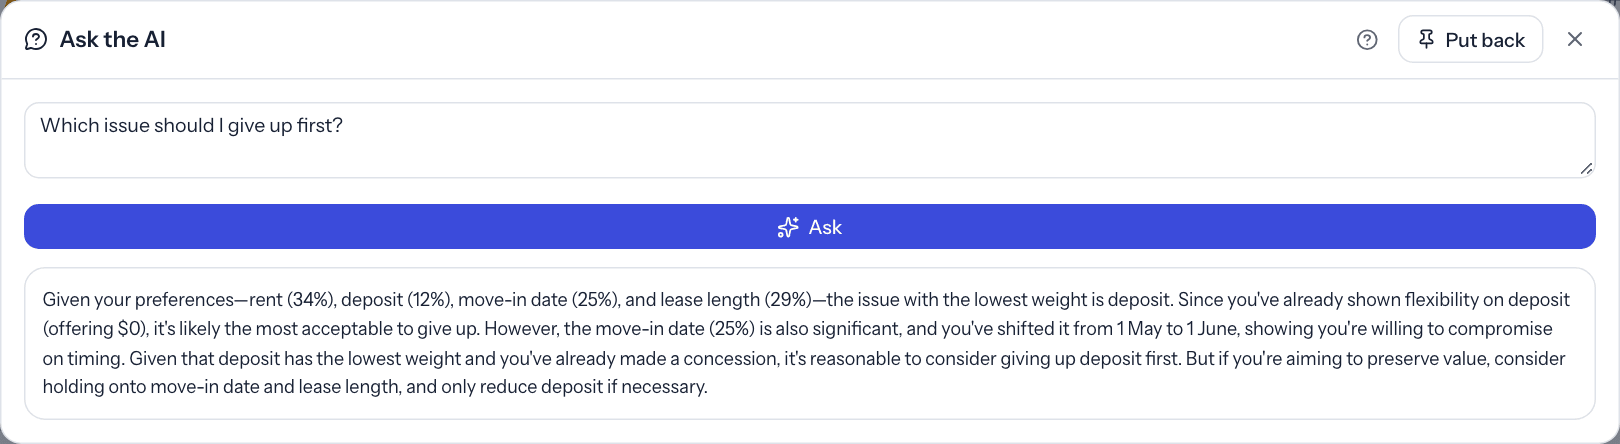 Ask the AI
Put back
Which issue should I give up first?
Ask
Given your preferences—rent (34%), deposit (12%), move-in date (25%), and lease length (29%)—the issue with the lowest weight is deposit. Since you've already shown flexibility on deposit
(offering $0), it's likely the most acceptable to give up. However, the move-in date (25%) is also significant, and you've shifted it from 1 May to 1 June, showing you're willing to compromise
on timing. Given that deposit has the lowest weight and you've already made a concession, it's reasonable to consider giving up deposit first. But if you're aiming to preserve value, consider
holding onto move-in date and lease length, and only reduce deposit if necessary.